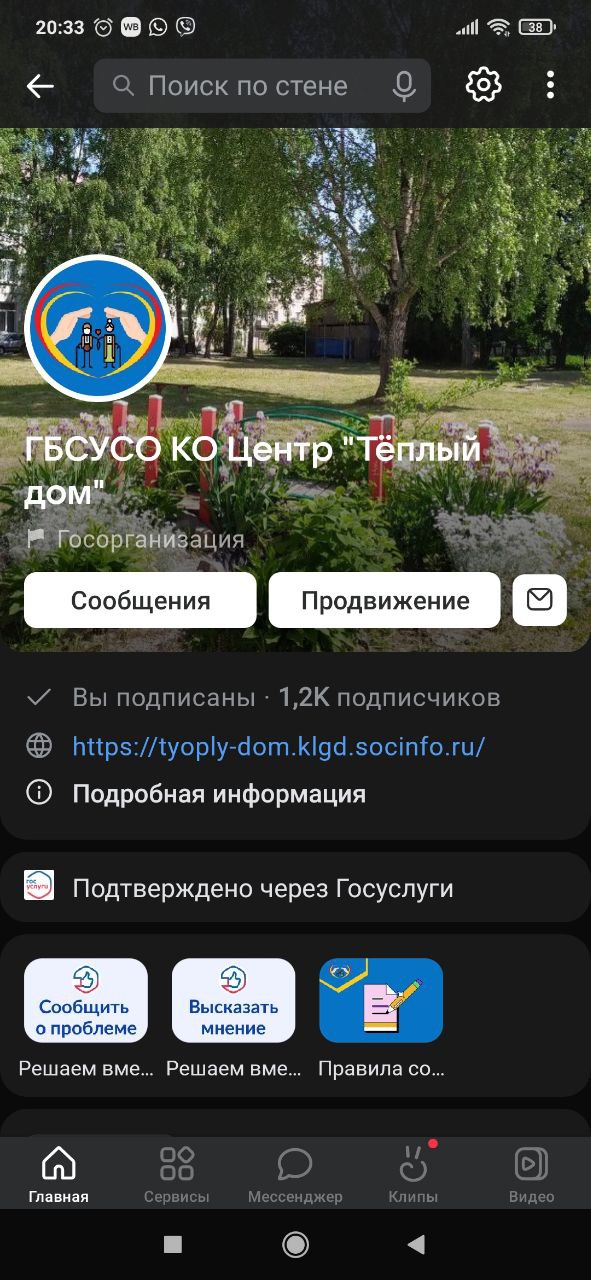 20:33 WB 38
Поиск по стене
ГБСУСО КО Центр "Тёплый
дом"
Госорганизация
Сообщения Продвижение
Вы подписаны · 1,2K подписчиков
https://tyoply-dom.klgd.socinfo.ru/
Подробная информация
гос
услуги
Подтверждено через Госуслуги
Сообщить
о проблеме
Высказать
мнение
Решаем вме... Решаем вме... Правила со...
Главная Сервисы Мессенджер Клипы Видео